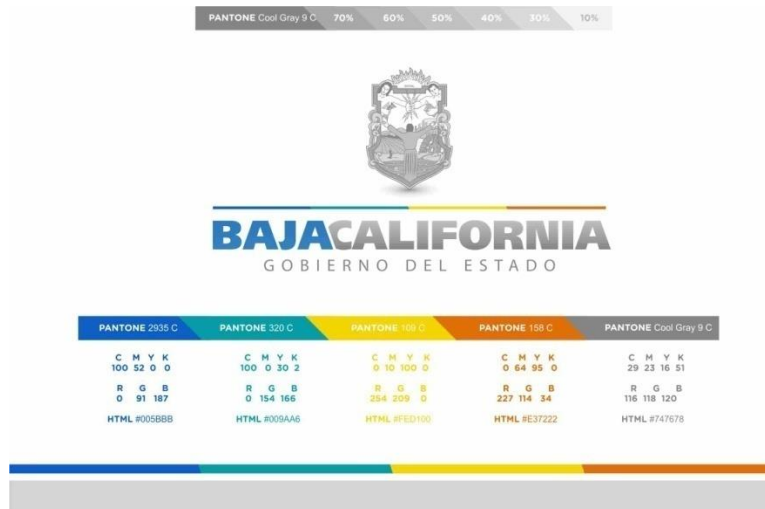 PANTONE Cool Gray 9 C 70% 60% 50% 40% 30% 10%
BAJACALIFORNIA
GOBIERNO DEL ESTADO
PANTONE 2935 C PANTONE 320 C PANTONE 109 C PANTONE 158 C PANTONE Cool Gray 9 C
C M Y K C M Y K C M Y K C M Y K C M Y K
100 52 0 0 100 0 30 2 0 10 100 0 0 64 95 0 29 23 16 51
R G B R G B R G B R G B R G B
0 91 187 0 154 166 254 209 0 227 114 34 116 118 120
HTML #005BBB HTML #009AA6 HTML #FED100 HTML #E37222 HTML #747678